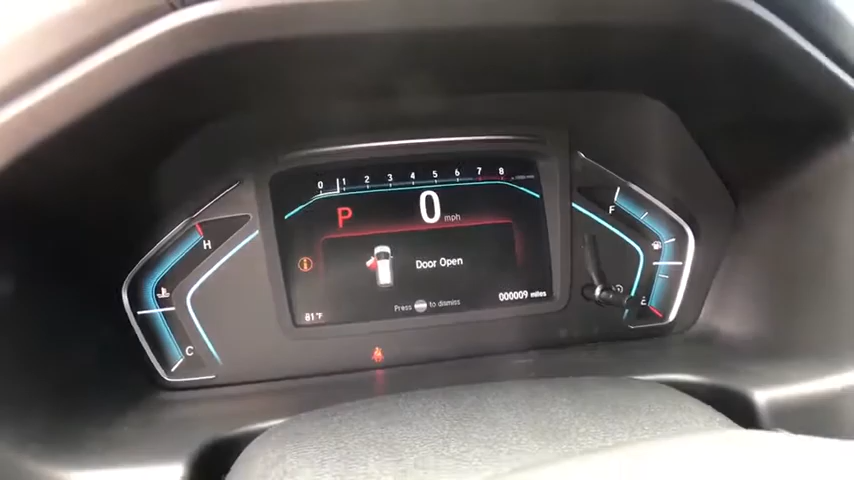 0 1 2 3 4 5 6 7 8
P 0 mph
H
F
Door Open
C
E
000009 miles
81°F
Press to dismiss